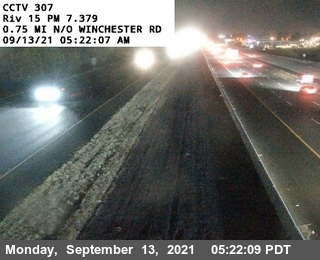 CCTV 307
Riv 15 PM 7.379
0.75 MI N/O WINCHESTER RD
09/13/21 05:22:07 AM
Monday, September 13, 2021 05:22:09 PDT